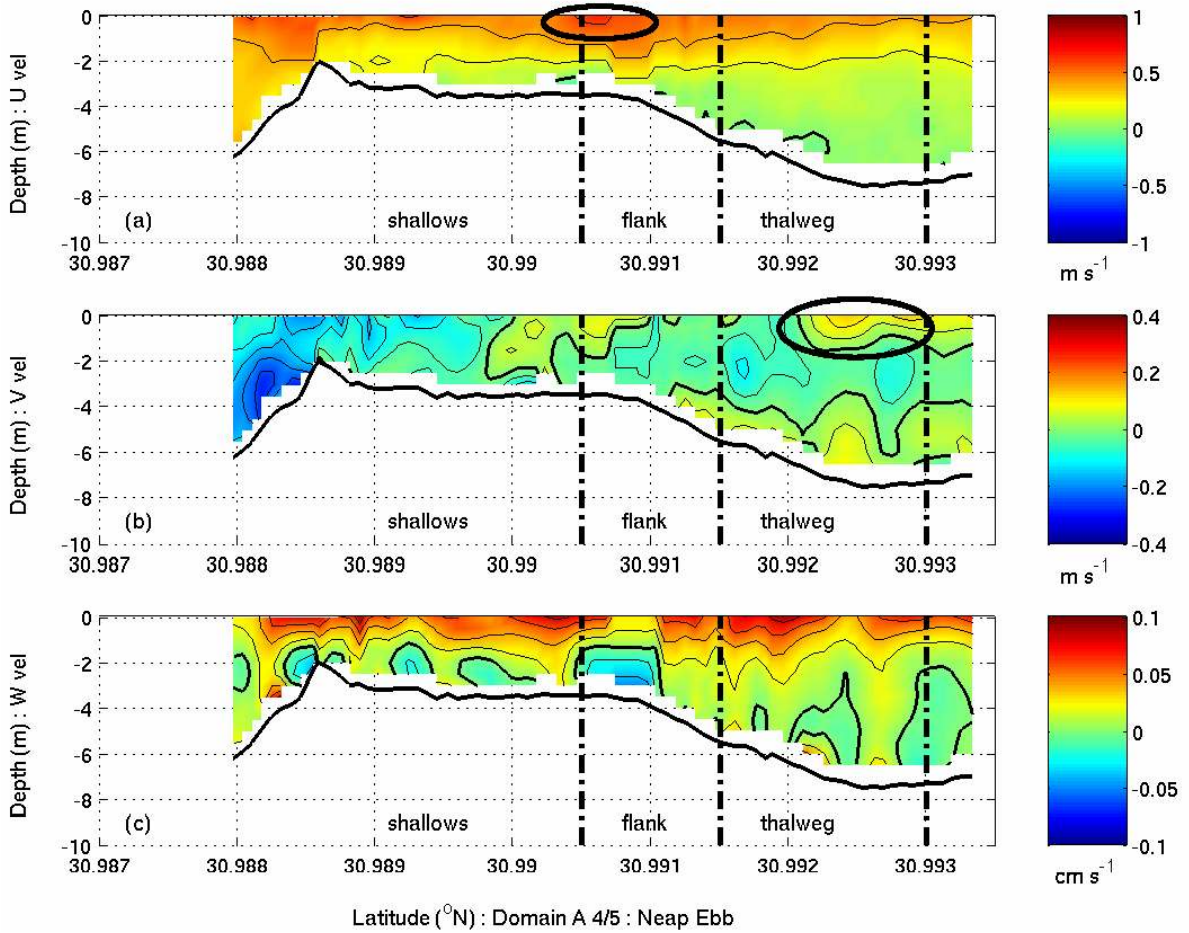 0
-2
-4
-6
-8
-10
Depth (m) : U vel
(a)
shallows
flank
thalweg
30.987
30.988
30.989
30.99
30.991
30.992
30.993
1
0.5
0
-0.5
-1
m s⁻¹
0
-2
-4
-6
-8
-10
Depth (m) : V vel
(b)
shallows
flank
thalweg
30.987
30.988
30.989
30.99
30.991
30.992
30.993
0.4
0.2
0
-0.2
-0.4
m s⁻¹
0
-2
-4
-6
-8
-10
Depth (m) : W vel
(c)
shallows
flank
thalweg
30.987
30.988
30.989
30.99
30.991
30.992
30.993
0.1
0.05
0
-0.05
-0.1
cm s⁻¹
Latitude (ᴼN) : Domain A 4/5 : Neap Ebb